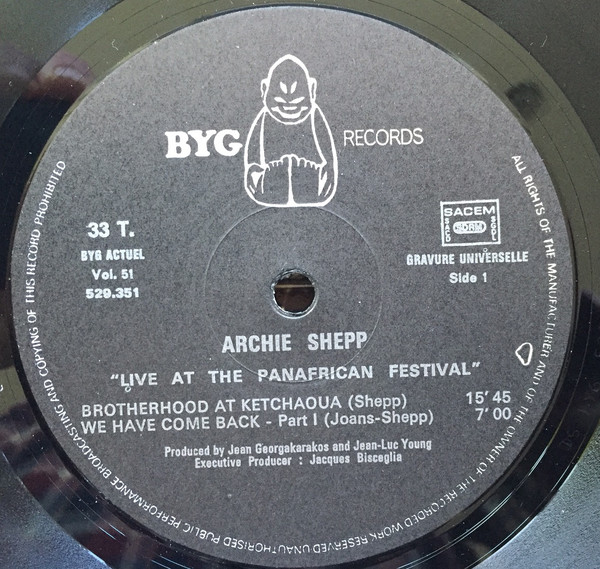 BYG RECORDS
33 T.
BYG ACTUEL
Vol. 51
529.351
SACEM
SACD SDRM SGDL
GRAVURE UNIVERSELLE
Side 1
ARCHIE SHEPP
"LIVE AT THE PANAFRICAN FESTIVAL"
BROTHERHOOD AT KETCHAOUA (Shepp) 15' 45
WE HAVE COME BACK - Part I (Joans-Shepp) 7' 00
Produced by Jean Georgakarakos and Jean-Luc Young
Executive Producer : Jacques Bisceglia
ALL RIGHTS OF THE MANUFACTURER AND OF THE OWNER OF THE RECORDED WORK RESERVED UNAUTHORISED PUBLIC PERFORMANCE BROADCASTING AND COPYING OF THIS RECORD PROHIBITED